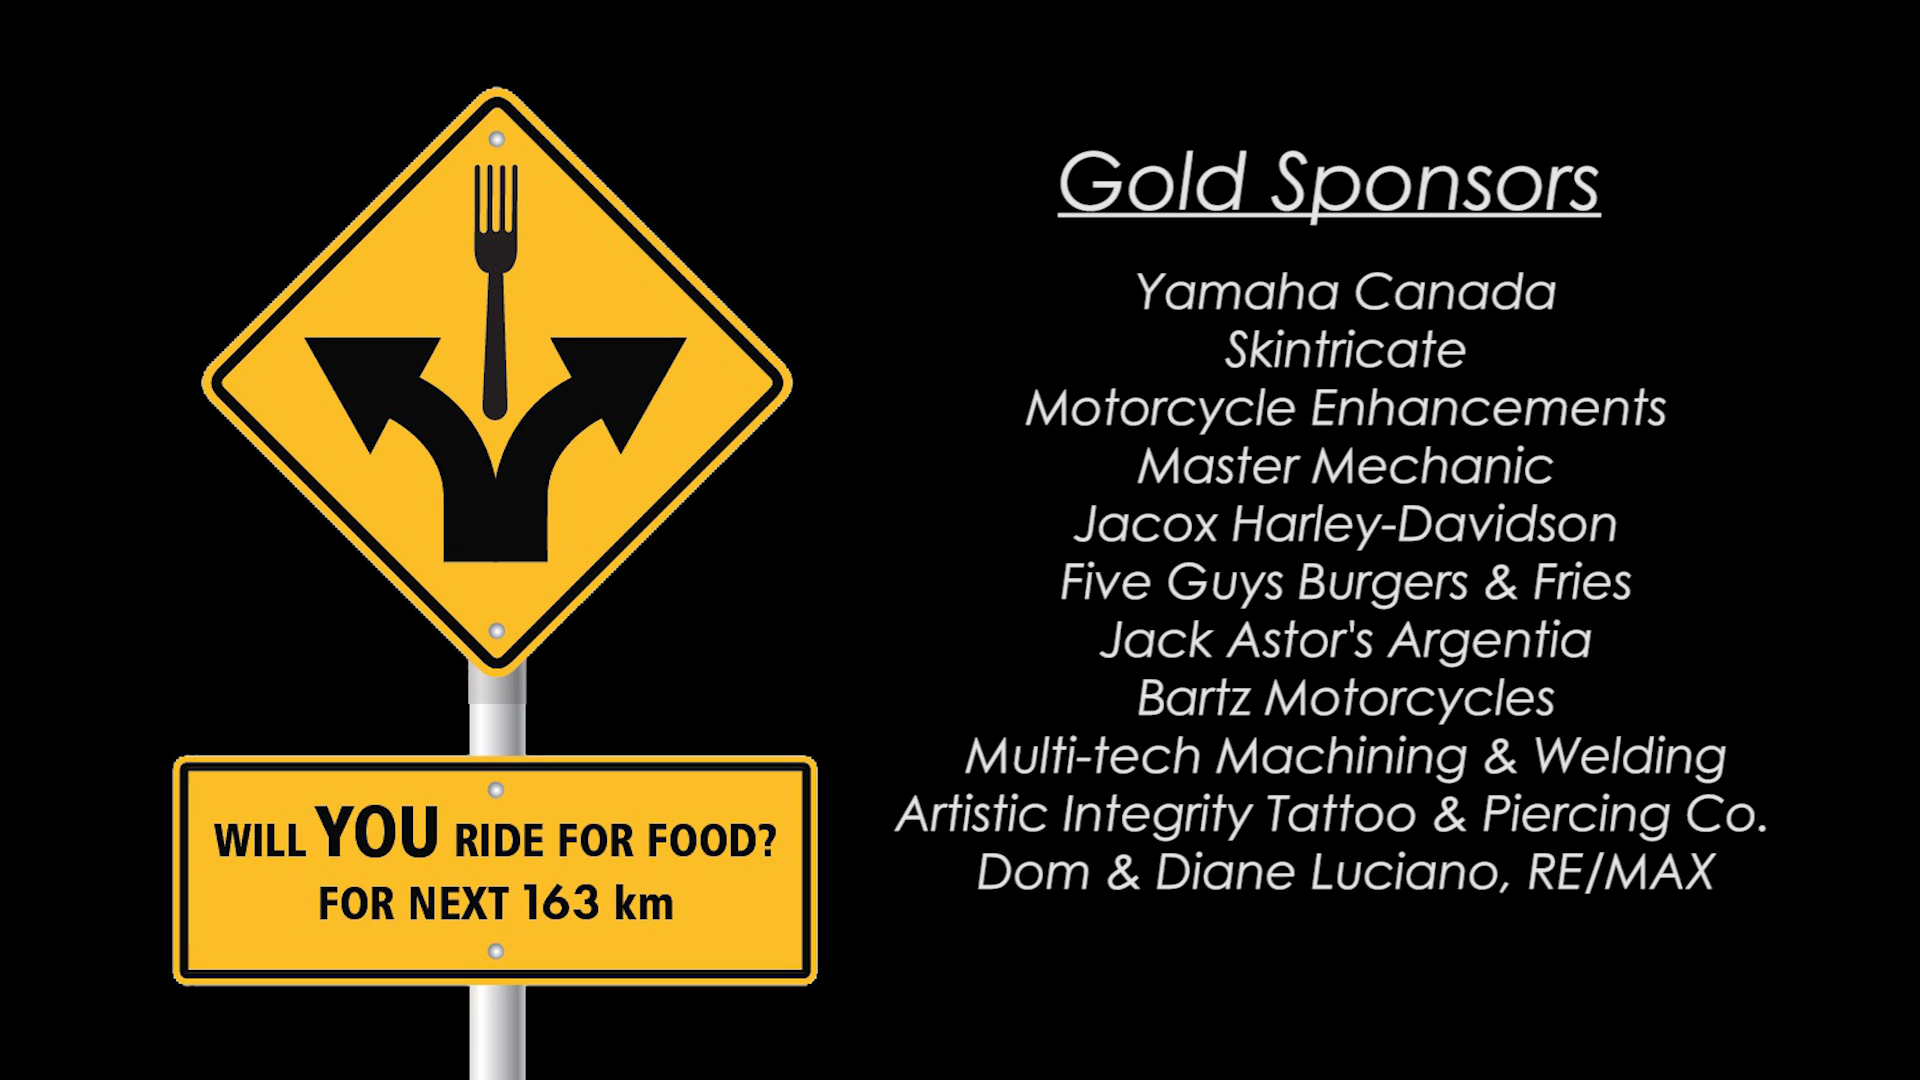 WILL YOU RIDE FOR FOOD?
FOR NEXT 163 km
Gold Sponsors
Yamaha Canada
Skintricate
Motorcycle Enhancements
Master Mechanic
Jacox Harley-Davidson
Five Guys Burgers & Fries
Jack Astor's Argentia
Bartz Motorcycles
Multi-tech Machining & Welding
Artistic Integrity Tattoo & Piercing Co.
Dom & Diane Luciano, RE/MAX